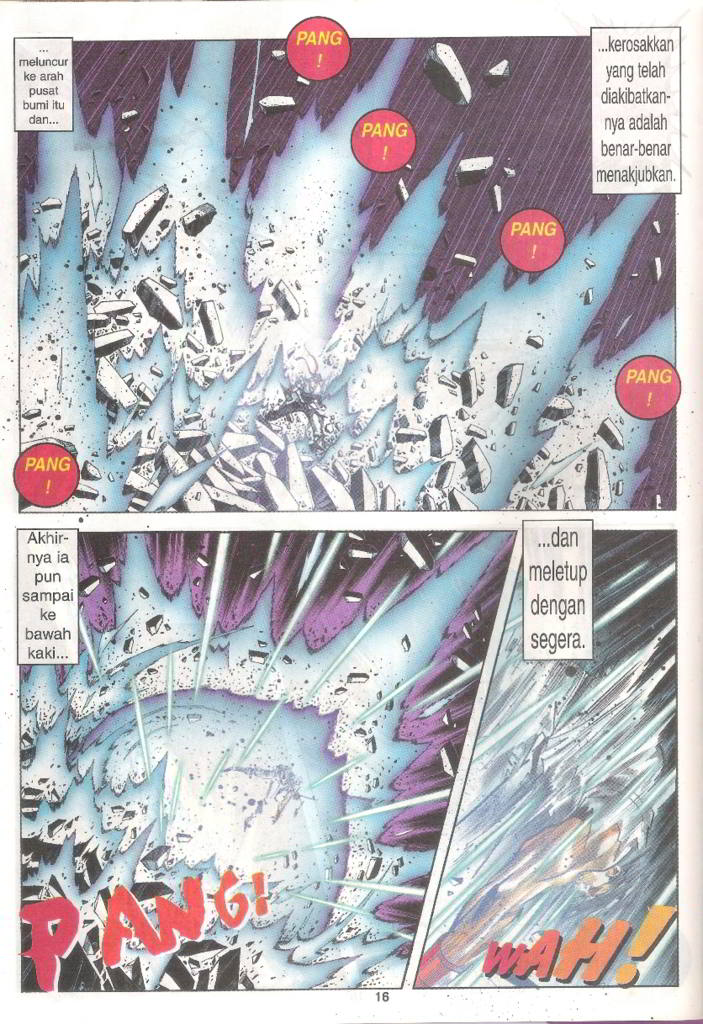 ...
meluncur
ke arah
pusat
bumi itu
dan...
PANG
!
...kerosakkan
yang telah
diakibatkan-
nya adalah
benar-benar
menakjubkan.
PANG
!
PANG
!
PANG
!
PANG
!
Akhir-
nya ia
pun
sampai
ke
bawah
kaki...
...dan
meletup
dengan
segera.
PANG!
WAH!
16